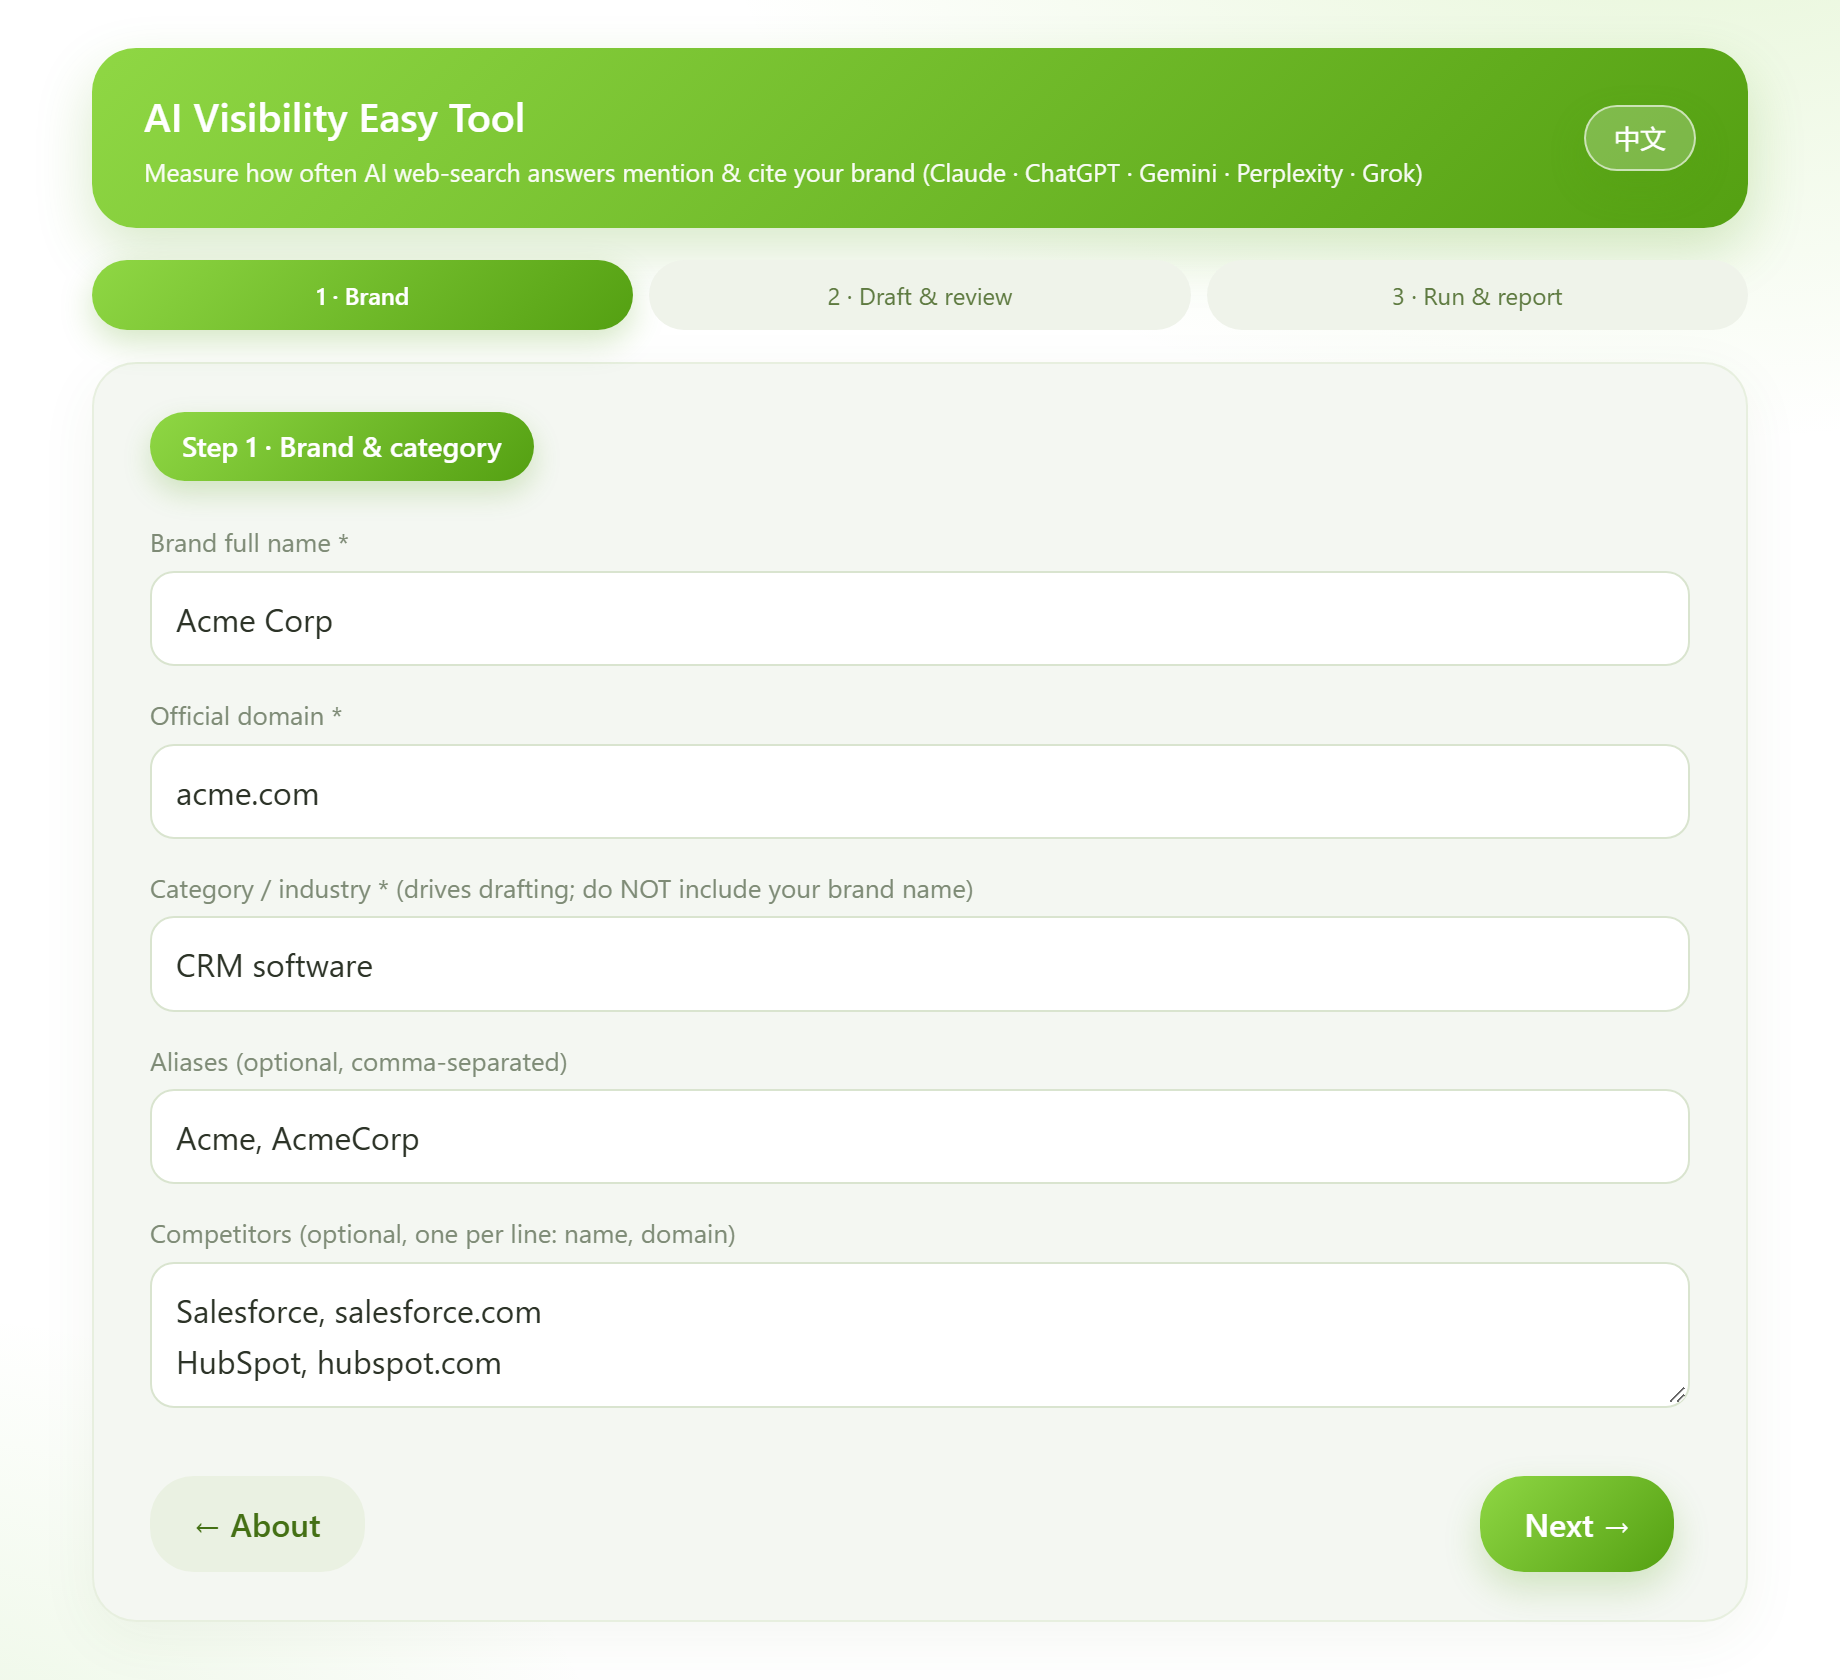 AI Visibility Easy Tool
Measure how often AI web-search answers mention & cite your brand (Claude · ChatGPT · Gemini · Perplexity · Grok)
中文
1 · Brand
2 · Draft & review
3 · Run & report
Step 1 · Brand & category
Brand full name *
Acme Corp
Official domain *
acme.com
Category / industry * (drives drafting; do NOT include your brand name)
CRM software
Aliases (optional, comma-separated)
Acme, AcmeCorp
Competitors (optional, one per line: name, domain)
Salesforce, salesforce.com
HubSpot, hubspot.com
← About
Next →